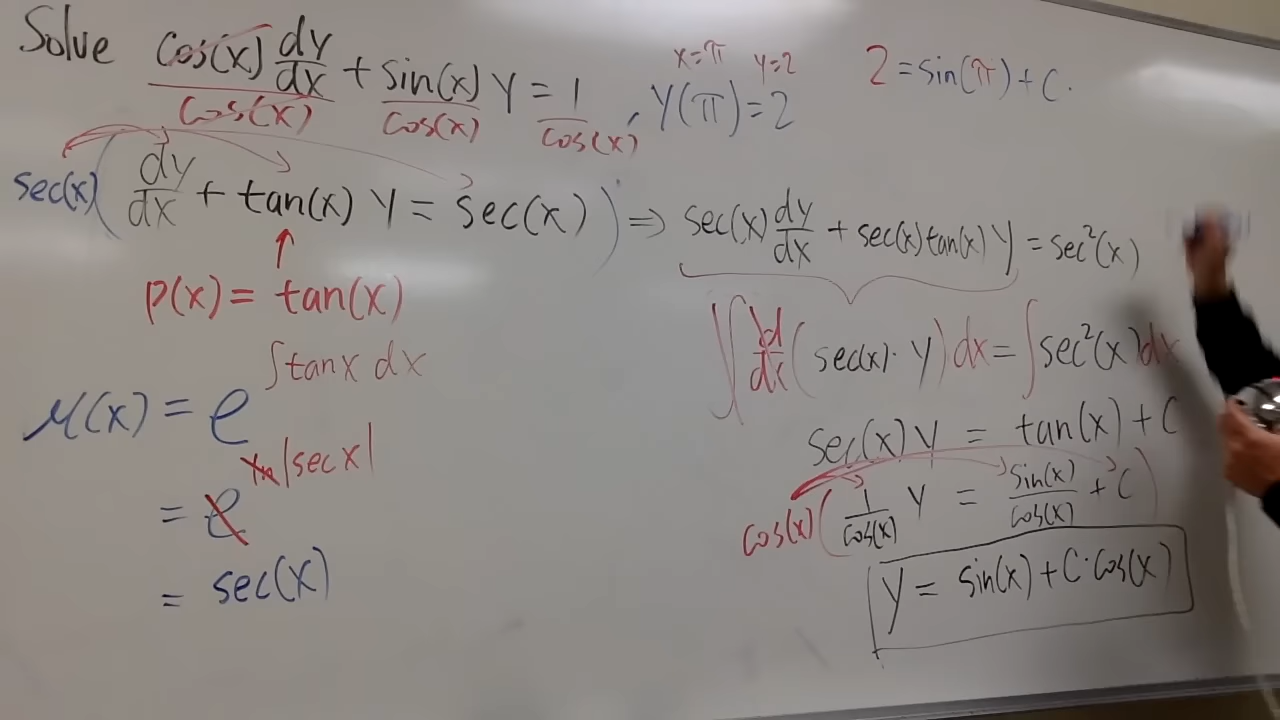 Solve cos(x) dy/dx / cos(x) + sin(x)/cos(x) y = 1/cos(x), y(π) = 2
x=π y=2
2 = sin(π) + C·
sec(x) ( dy/dx + tan(x) y = sec(x) ) ⇒ sec(x) dy/dx + sec(x)tan(x) y = sec²(x)
p(x) = tan(x)
∫ d/dx ( sec(x)· y ) dx = ∫ sec²(x) dx
μ(x) = e^∫tanx dx
sec(x) y = tan(x) + C
= e^ln|secx|
cos(x) ( 1/cos(x) y = sin(x)/cos(x) + C )
= sec(x)
y = sin(x) + C·cos(x)